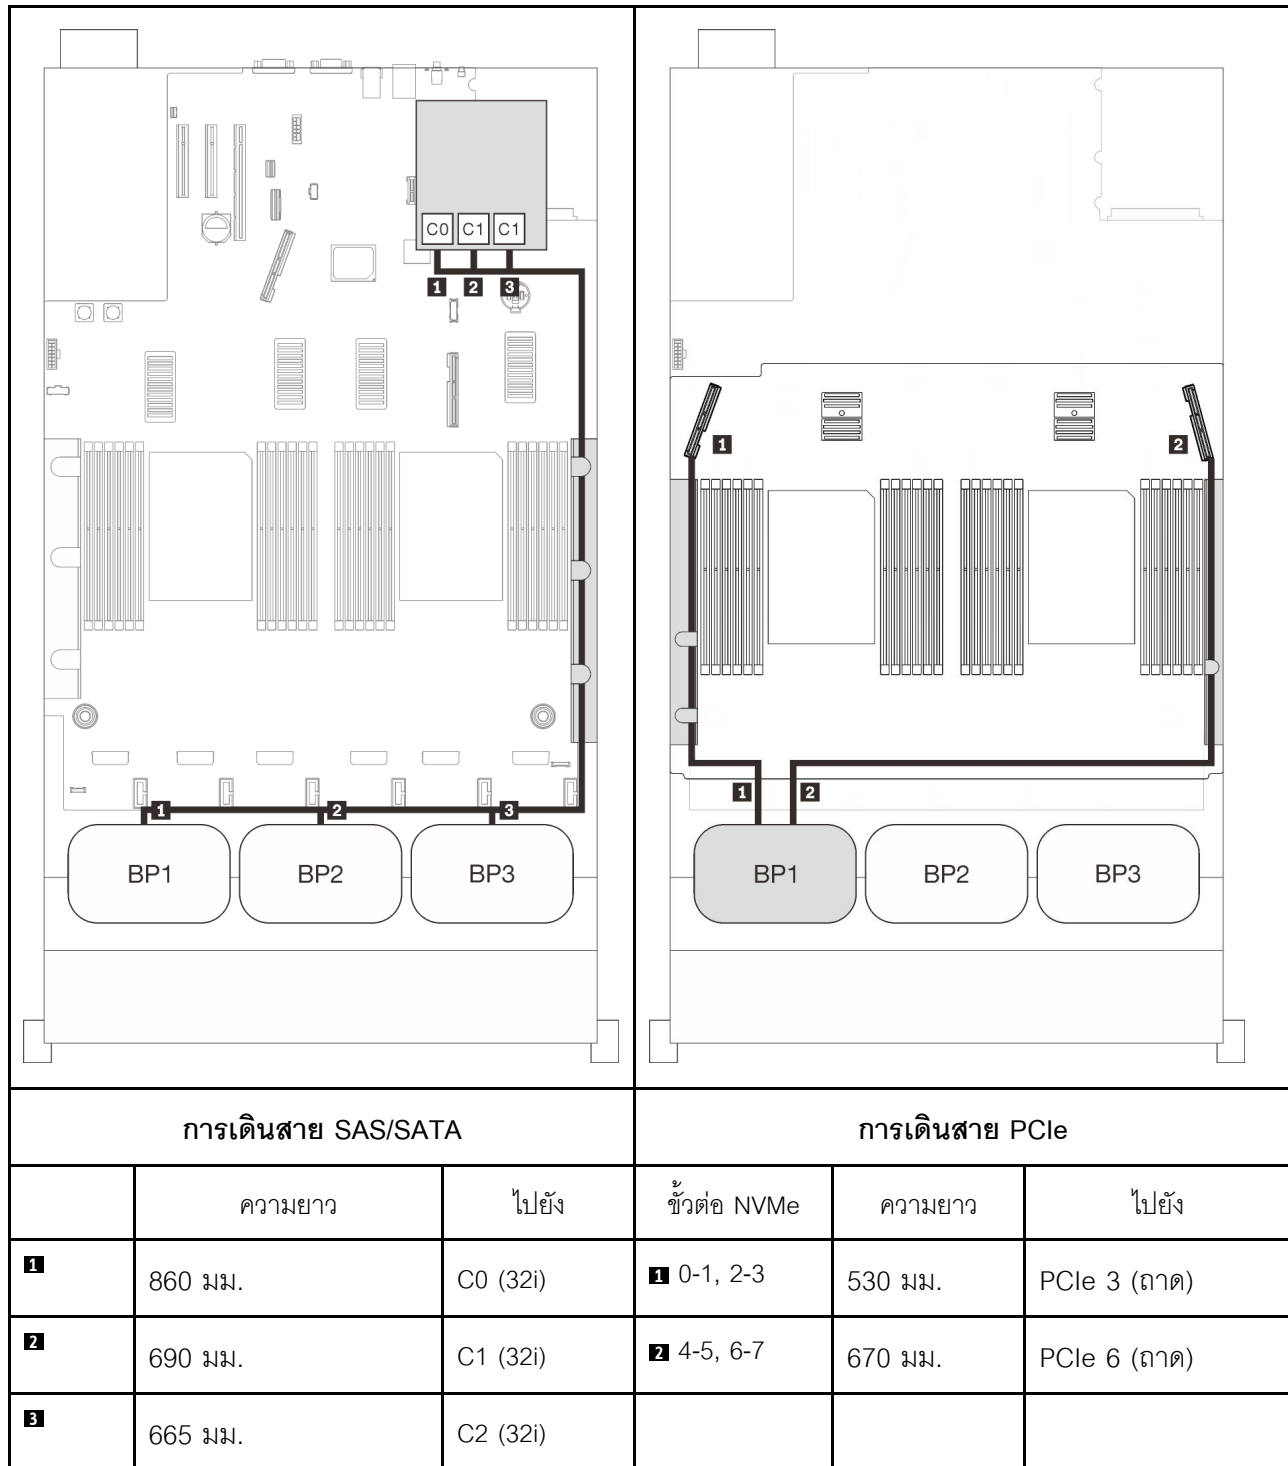 C0 C1 C1
1 2 3
1 2 3
BP1 BP2 BP3
1 2
1 2
BP1 BP2 BP3
การเดินสาย SAS/SATA
การเดินสาย PCIe
ความยาว ไปยัง ขั้วต่อ NVMe ความยาว ไปยัง
1 860 มม. C0 (32i) 1 0-1, 2-3 530 มม. PCIe 3 (ถาด)
2 690 มม. C1 (32i) 2 4-5, 6-7 670 มม. PCIe 6 (ถาด)
3 665 มม. C2 (32i)